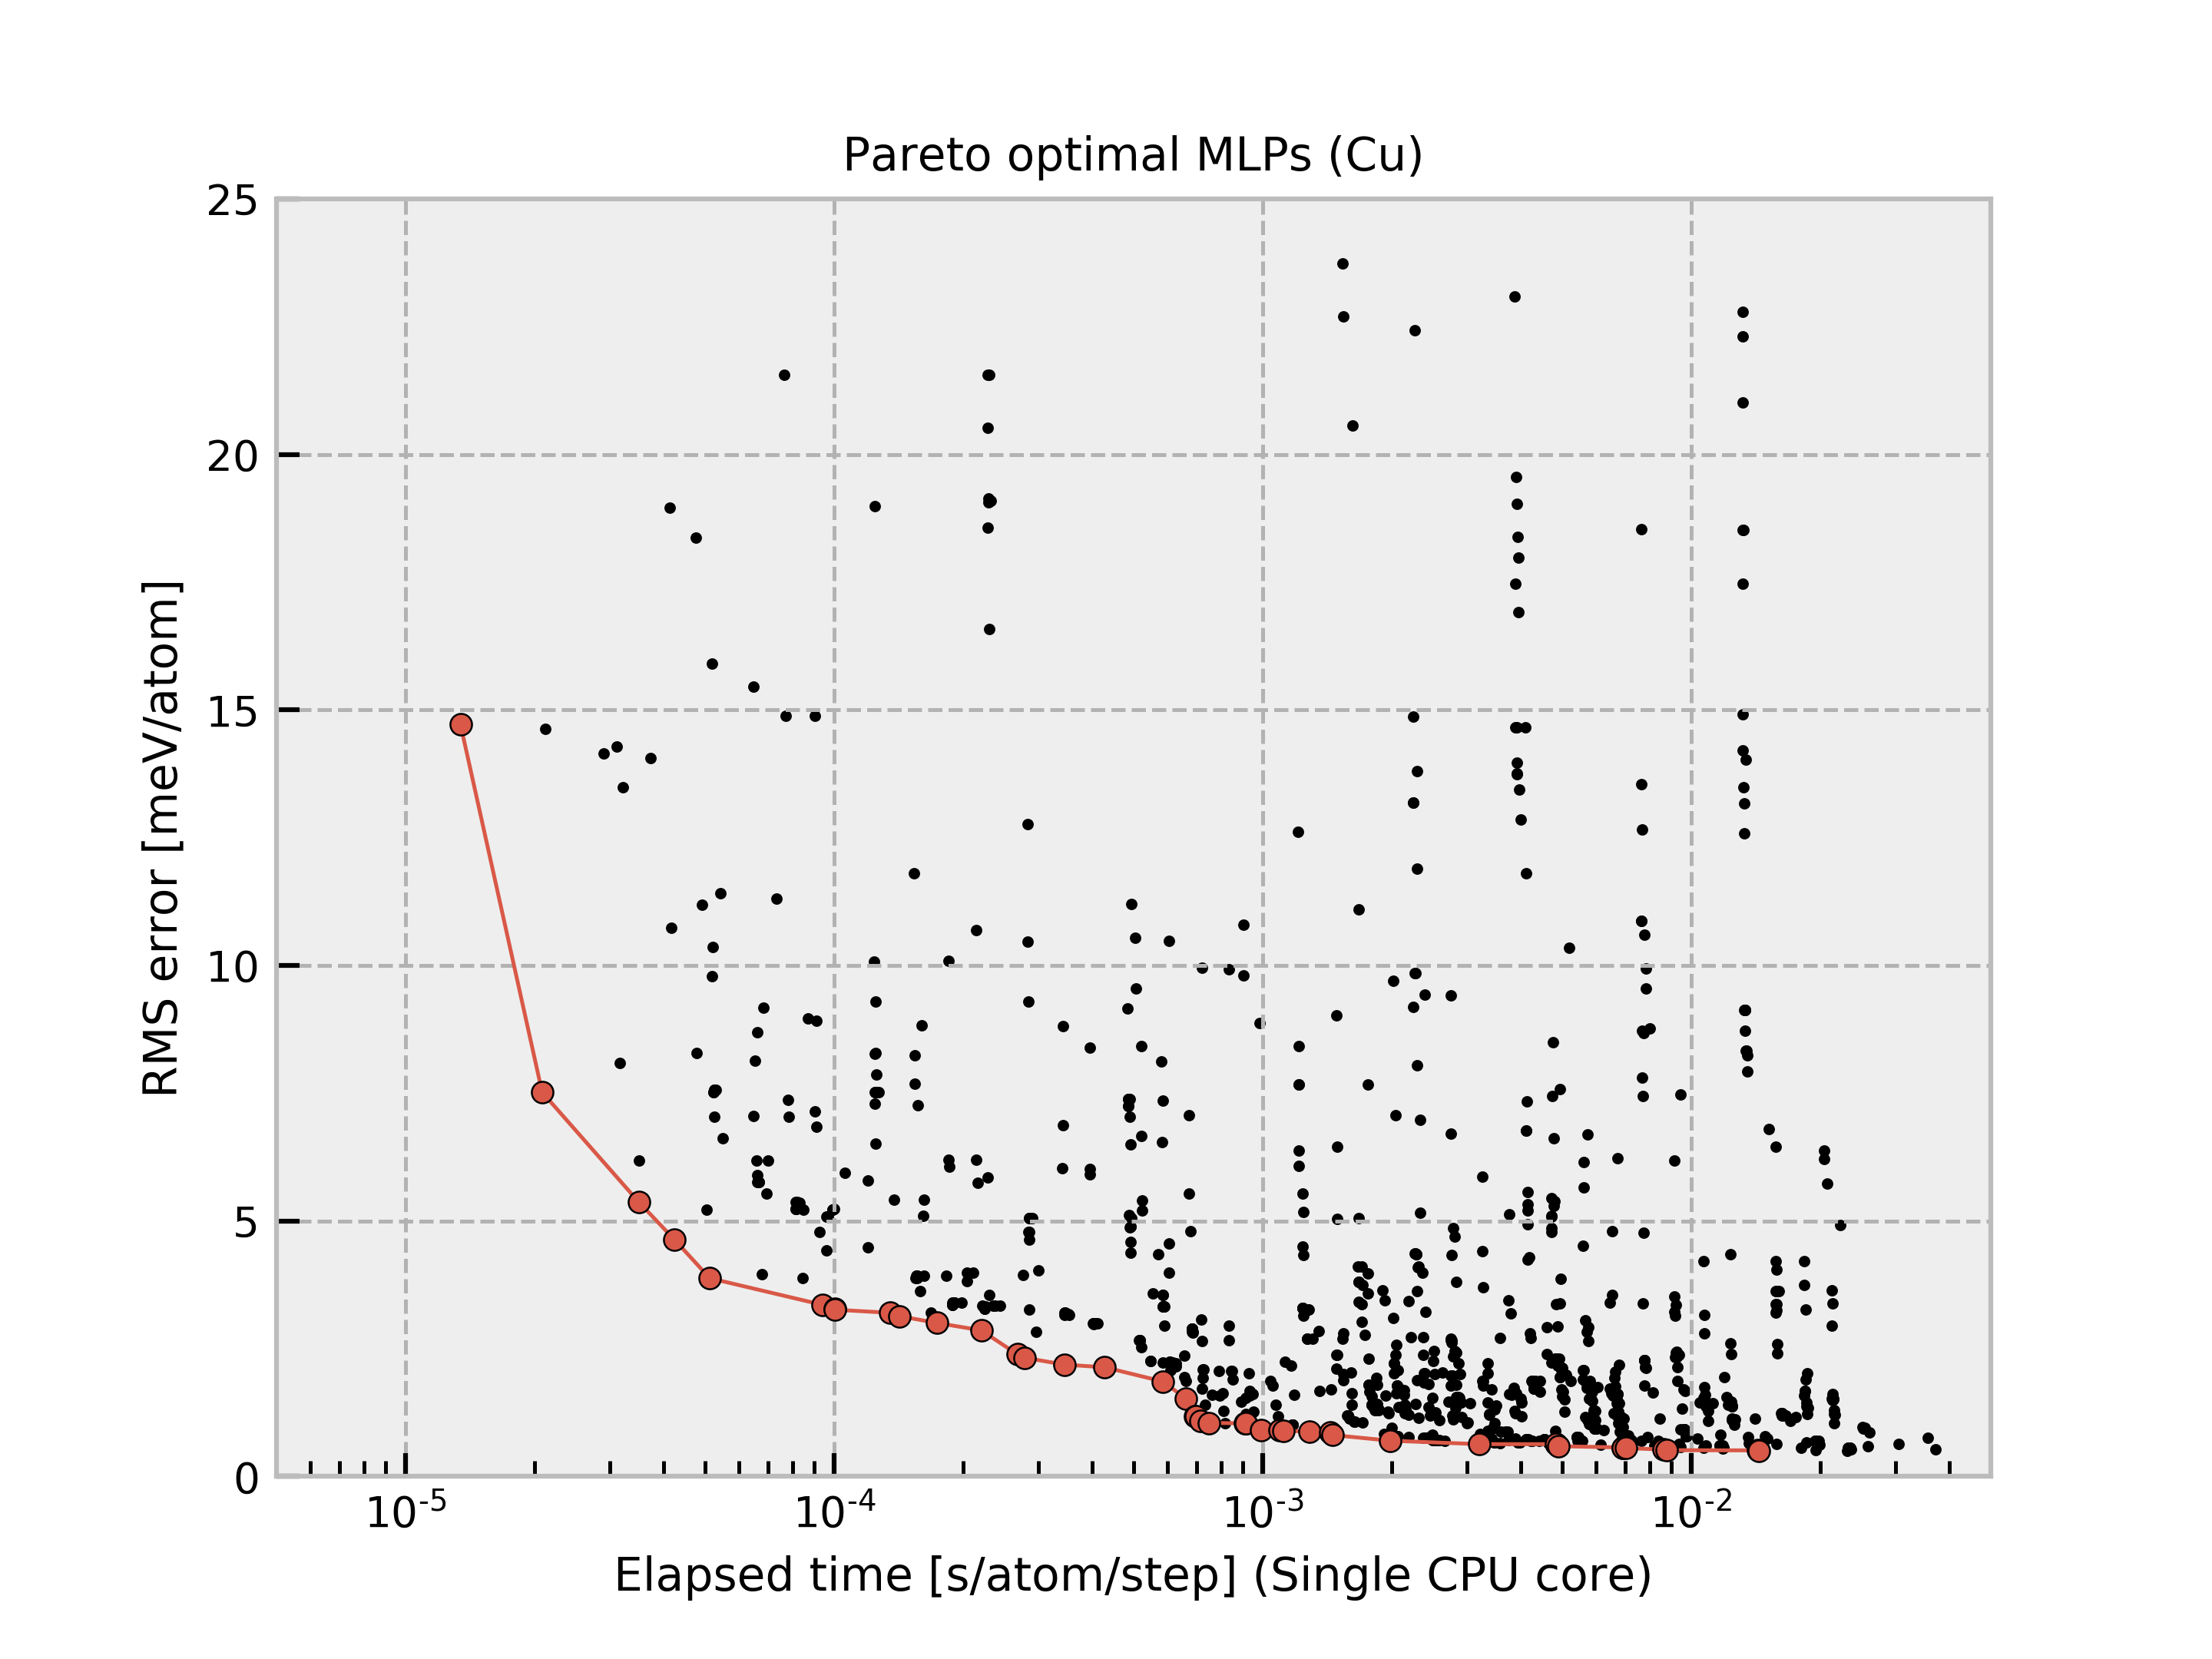 Pareto optimal MLPs (Cu)
25
20
15
10
5
0
RMS error [meV/atom]
10-5 10-4 10-3 10-2
Elapsed time [s/atom/step] (Single CPU core)